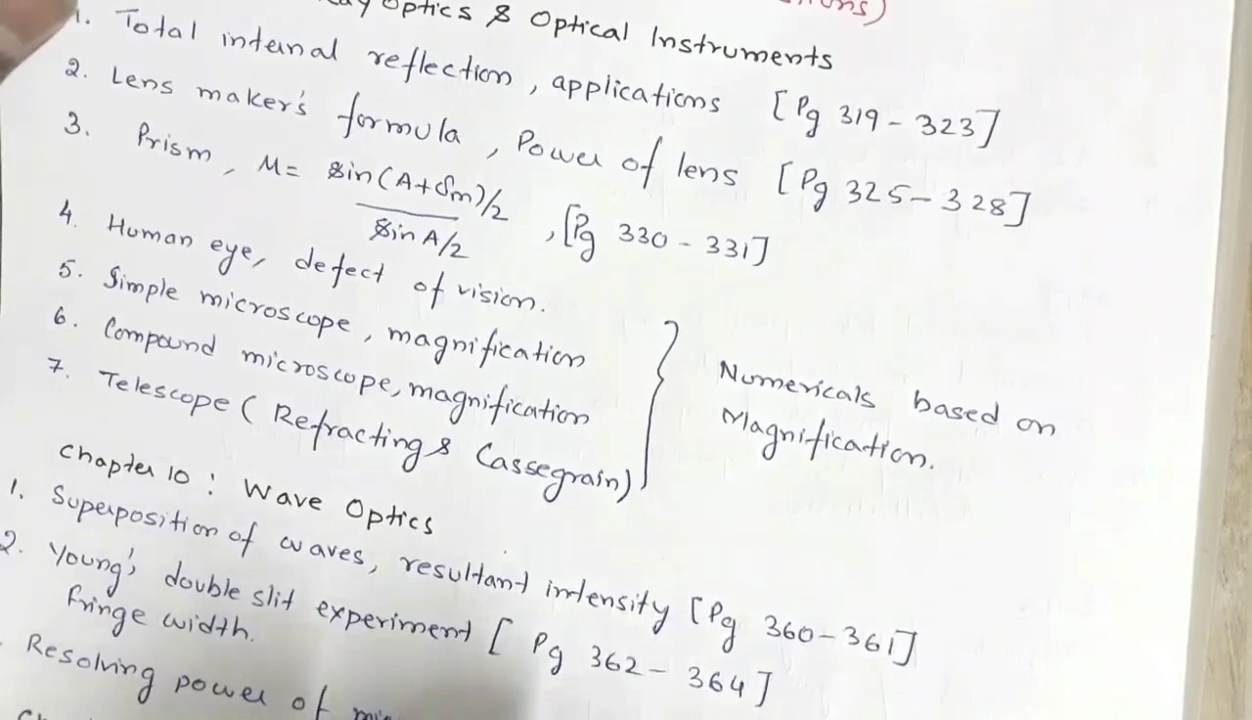 Optics & Optical Instruments
1. Total internal reflection, applications [Pg 319-323]
2. Lens maker's formula, Power of lens [Pg 325-328]
3. Prism, M = sin(A+δm)/2 / sin A/2, [Pg 330-331]
4. Human eye, defect of vision.
5. Simple microscope, magnification
6. Compound microscope, magnification
7. Telescope (Refracting & Cassegrain)
Numericals based on
Magnification.
Chapter 10: Wave Optics
1. Superposition of waves, resultant intensity [Pg 360-361]
2. Young's double slit experiment [Pg 362-364]
fringe width.
Resolving power of